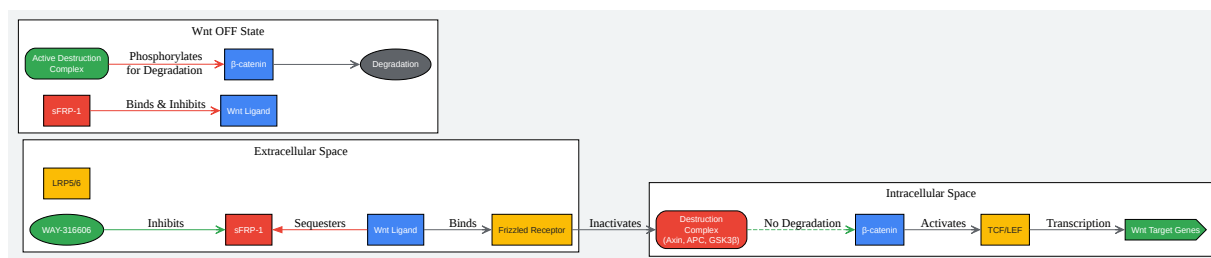 Wnt OFF State
Active Destruction
Complex
Phosphorylates
for Degradation
β-catenin
Degradation
sFRP-1
Binds & Inhibits
Wnt Ligand
Extracellular Space
LRP5/6
WAY-316606
Inhibits
sFRP-1
Sequesters
Wnt Ligand
Binds
Frizzled Receptor
Inactivates
Intracellular Space
Destruction
Complex
(Axin, APC, GSK3β)
No Degradation
β-catenin
Activates
TCF/LEF
Transcription
Wnt Target Genes